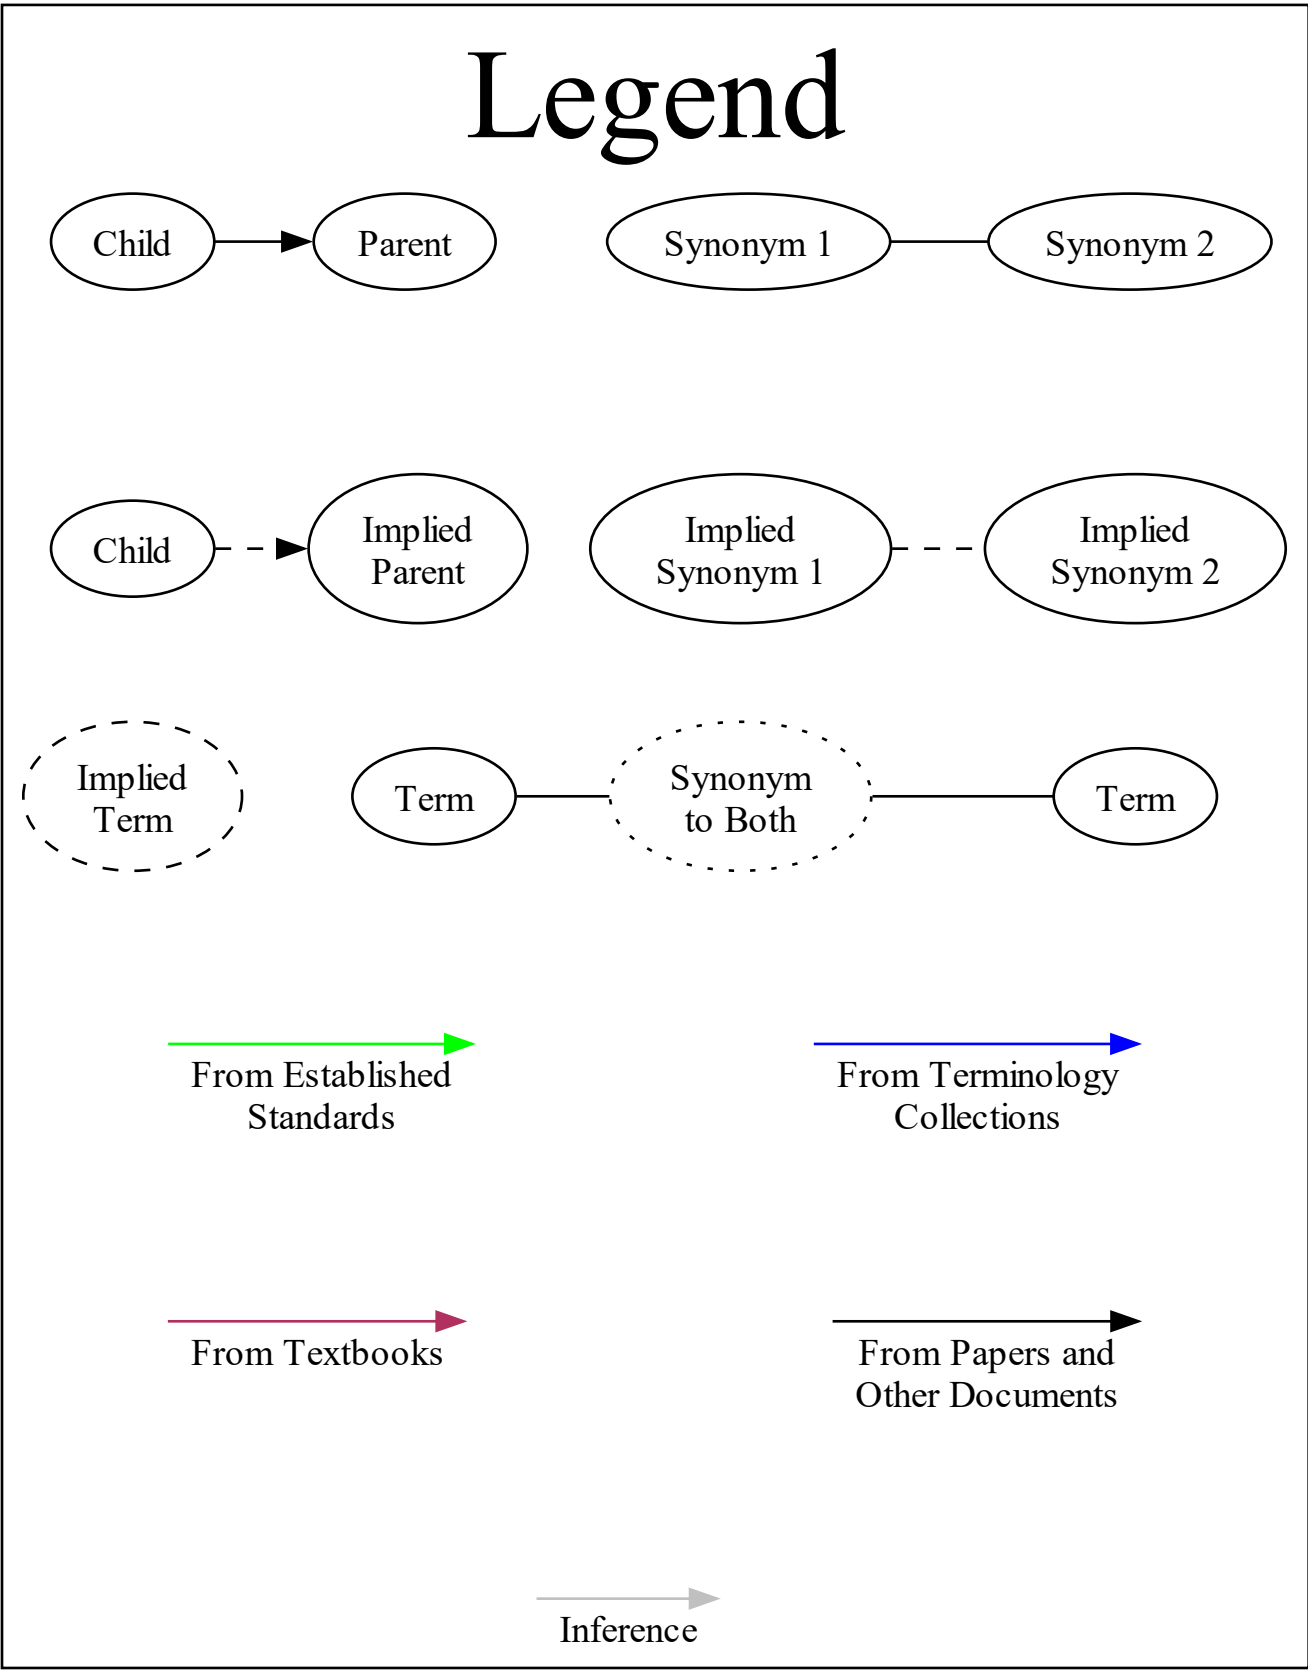 Legend
Child
Parent
Synonym 1
Synonym 2
Child
Implied
Parent
Implied
Synonym 1
Implied
Synonym 2
Implied
Term
Term
Synonym
to Both
Term
From Established
Standards
From Terminology
Collections
From Textbooks
From Papers and
Other Documents
Inference